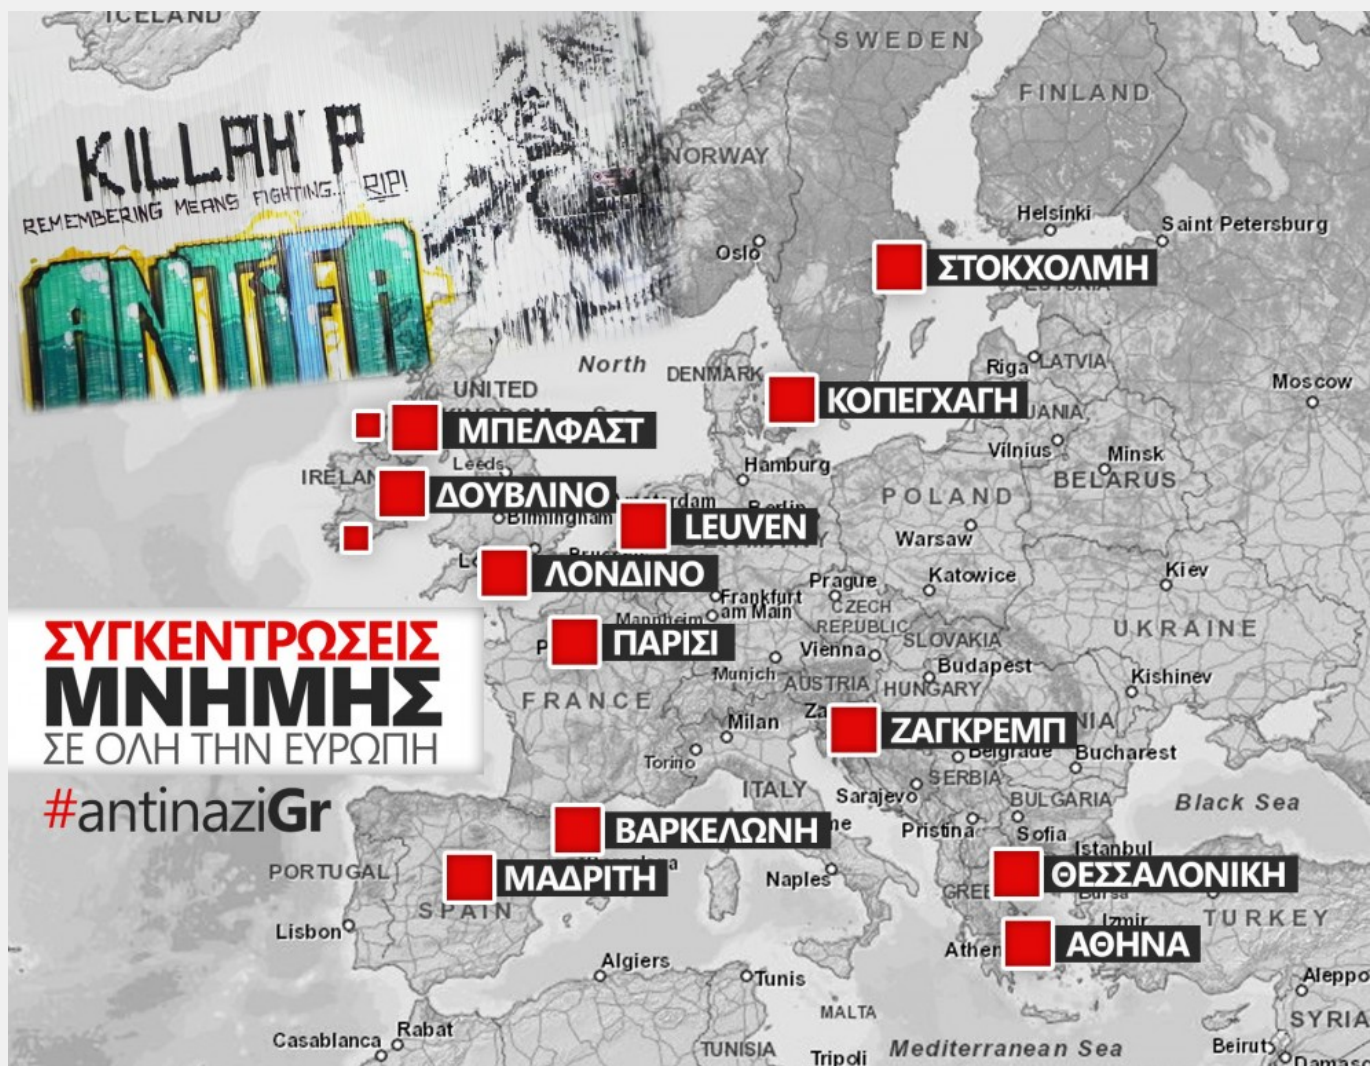 ICELAND
SWEDEN
FINLAND
KILLAH P
REMEMBERING MEANS FIGHTING... RIP!
ANTIFA
NORWAY
Helsinki
Saint Petersburg
Oslo
ΣΤΟΚΧΟΛΜΗ
ESTONIA
North
DENMARK
Riga
LATVIA
Moscow
UNITED
ΚΟΠΕΓΧΑΓΗ
ΜΠΕΛΦΑΣΤ
Vilnius
Minsk
Leeds
Hamburg
BELARUS
ΔΟΥΒΛΙΝΟ
POLAND
Birmingham
LEUVEN
Warsaw
ΛΟΝΔΙΝΟ
Prague
Katowice
Kiev
Frankfurt
am Main
Mannheim
CZECH
REPUBLIC
SLOVAKIA
UKRAINE
ΣΥΓΚΕΝΤΡΩΣΕΙΣ
ΜΝΗΜΗΣ
ΣΕ ΟΛΗ ΤΗΝ ΕΥΡΩΠΗ
#antinaziGr
ΠΑΡΙΣΙ
Vienna
Budapest
Munich
AUSTRIA
HUNGARY
Kishinev
FRANCE
Milan
ΖΑΓΚΡΕΜΠ
Torino
Belgrade
Bucharest
SERBIA
ITALY
Sarajevo
BULGARIA
Black Sea
ΒΑΡΚΕΛΩΝΗ
Pristina
Sofia
Istanbul
PORTUGAL
ΜΑΔΡΙΤΗ
Naples
ΘΕΣΣΑΛΟΝΙΚΗ
Bursa
SPAIN
Izmir
TURKEY
Lisbon
ΑΘΗΝΑ
Algiers
Tunis
Aleppo
MALTA
SYRIA
Casablanca
Rabat
TUNISIA
Tripoli
Mediterranean Sea
Beirut